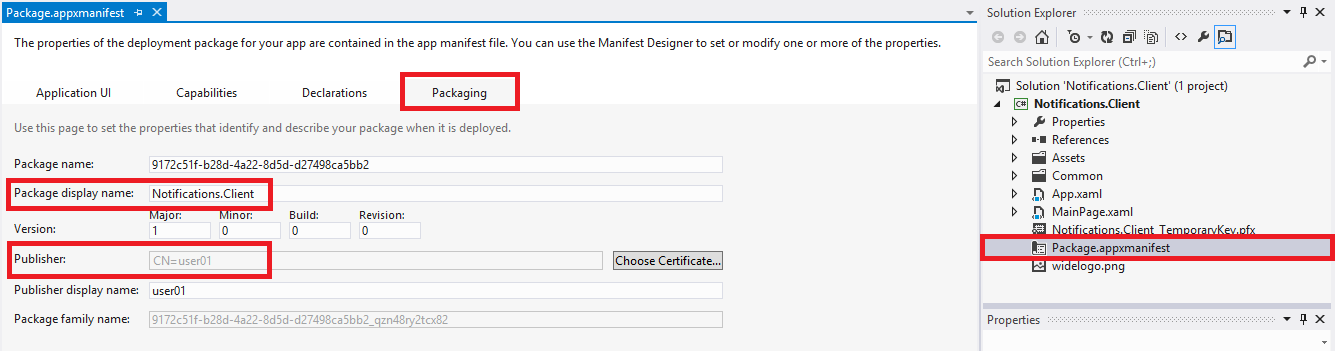 Package.appxmanifest
The properties of the deployment package for your app are contained in the app manifest file. You can use the Manifest Designer to set or modify one or more of the properties.
Application UI Capabilities Declarations Packaging
Use this page to set the properties that identify and describe your package when it is deployed.
Package name: 9172c51f-b28d-4a22-8d5d-d27498ca5bb2
Package display name: Notifications.Client
Major: Minor: Build: Revision:
Version: 1 0 0 0
Publisher: CN=user01 Choose Certificate...
Publisher display name: user01
Package family name: 9172c51f-b28d-4a22-8d5d-d27498ca5bb2_qzn48ry2tcx82
Solution Explorer
Search Solution Explorer (Ctrl+;)
Solution 'Notifications.Client' (1 project)
C# Notifications.Client
Properties
References
Assets
Common
App.xaml
MainPage.xaml
Notifications.Client_TemporaryKey.pfx
Package.appxmanifest
widelogo.png
Properties